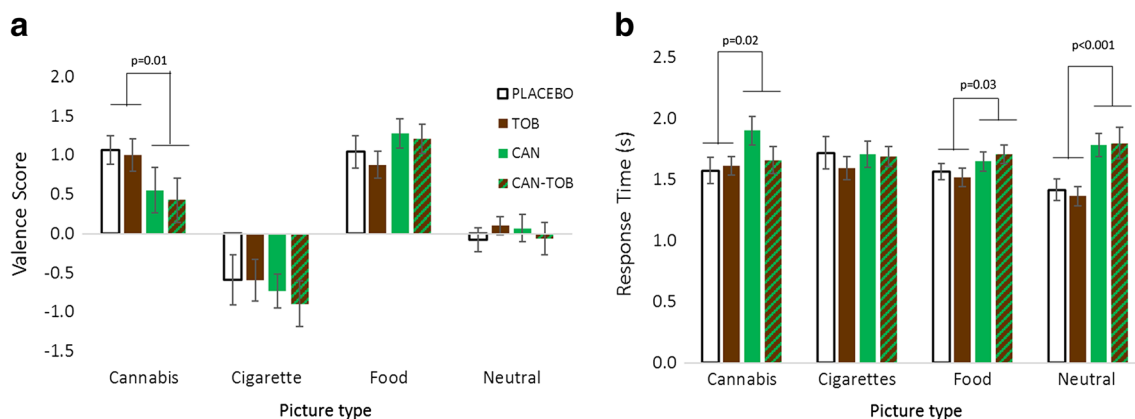 a
p=0.01
2.0
1.5
1.0
0.5
0.0
-0.5
-1.0
-1.5
Valence Score
PLACEBO
TOB
CAN
CAN-TOB
Cannabis Cigarette Food Neutral
Picture type
b
p=0.02
p=0.03
p<0.001
2.5
2.0
1.5
1.0
0.5
0.0
Response Time (s)
Cannabis Cigarettes Food Neutral
Picture type